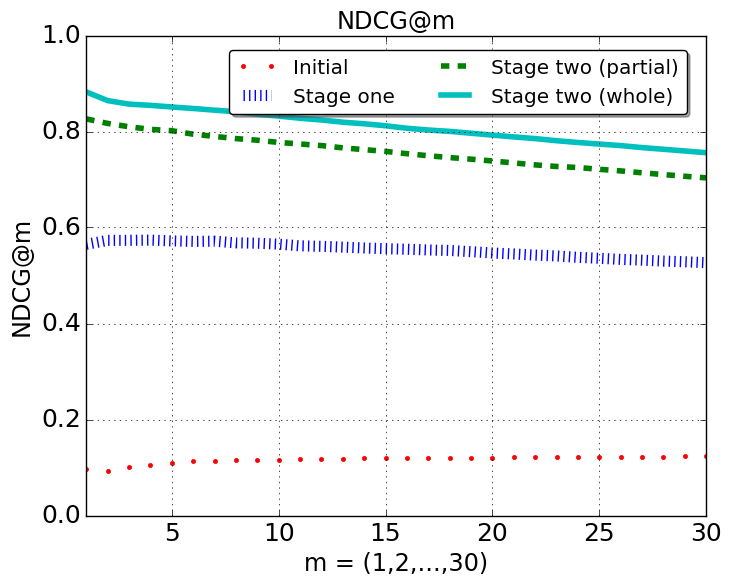 NDCG@m
1.0
Initial
Stage one
Stage two (partial)
Stage two (whole)
0.8
0.6
0.4
0.2
0.0
NDCG@m
5 10 15 20 25 30
m = (1,2,...,30)